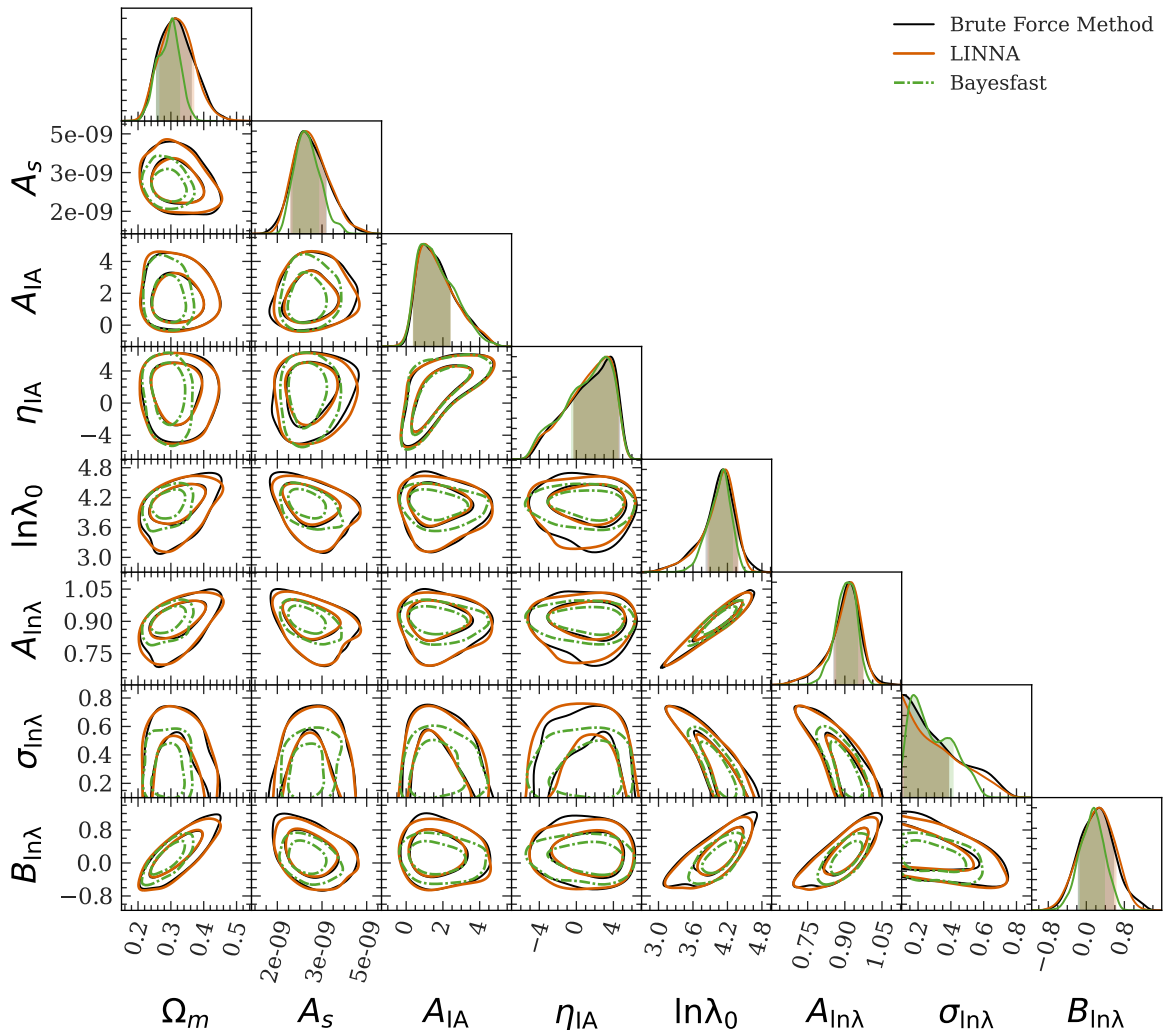 Brute Force Method
LINNA
Bayesfast
A_s
5e-09
3e-09
2e-09
A_IA
4
2
0
η_IA
4
0
−4
lnλ_0
4.8
4.2
3.6
3.0
A_lnλ
1.05
0.90
0.75
σ_lnλ
0.8
0.6
0.4
0.2
B_lnλ
0.8
0.0
−0.8
0.2 0.3 0.5 2e-09 3e-09 5e-09 0 2 4 −4 0 4 3.0 3.6 4.2 4.8 0.75 0.90 1.05 0.2 0.4 0.6 0.8 −0.8 −0.0 0.8
Ω_m A_s A_IA η_IA lnλ_0 A_lnλ σ_lnλ B_lnλ